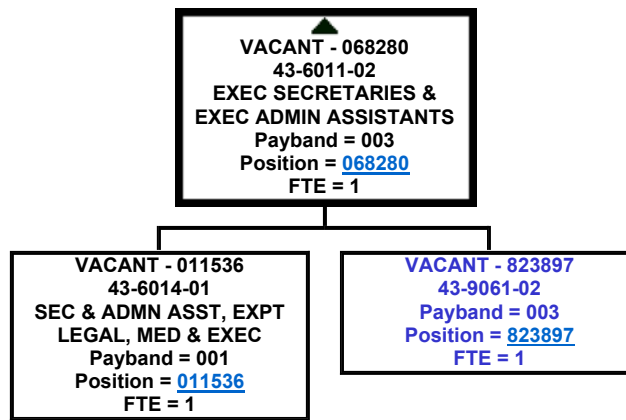 VACANT - 068280
43-6011-02
EXEC SECRETARIES &
EXEC ADMIN ASSISTANTS
Payband = 003
Position = 068280
FTE = 1
VACANT - 011536
43-6014-01
SEC & ADMN ASST, EXPT
LEGAL, MED & EXEC
Payband = 001
Position = 011536
FTE = 1
VACANT - 823897
43-9061-02
Payband = 003
Position = 823897
FTE = 1